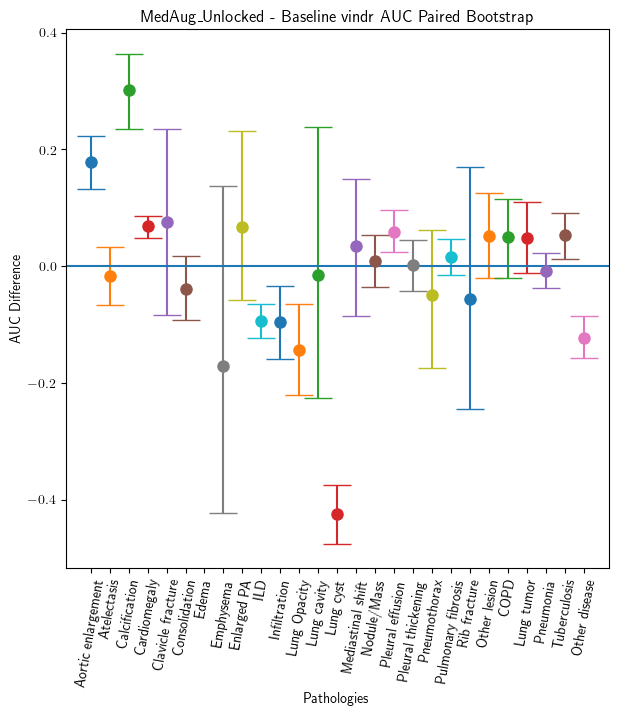 MedAug_Unlocked - Baseline vindr AUC Paired Bootstrap
0.4
0.2
0.0
−0.2
−0.4
AUC Difference
Aortic enlargement
Atelectasis
Calcification
Cardiomegaly
Clavicle fracture
Consolidation
Edema
Emphysema
Enlarged PA
ILD
Infiltration
Lung Opacity
Lung cavity
Lung cyst
Mediastinal shift
Nodule/Mass
Pleural effusion
Pleural thickening
Pneumothorax
Pulmonary fibrosis
Rib fracture
Other lesion
COPD
Lung tumor
Pneumonia
Tuberculosis
Other disease
Pathologies